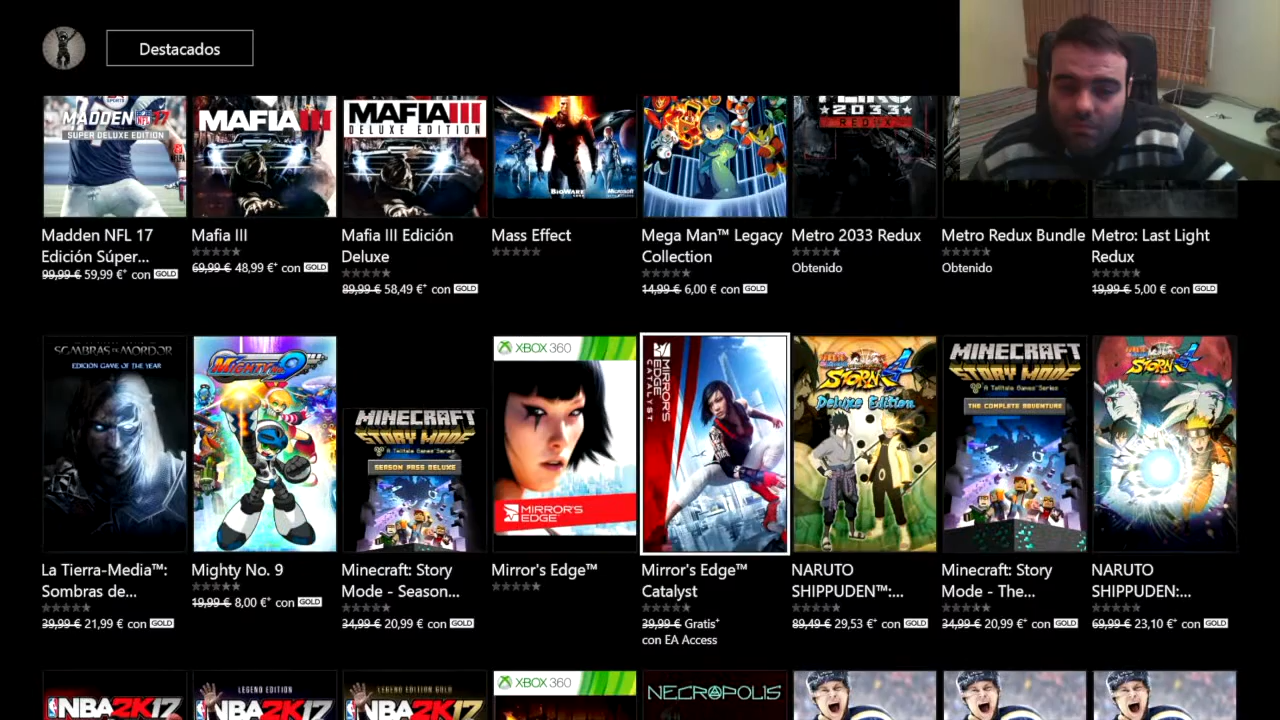 Destacados
EA SPORTS
MADDEN NFL 17
SUPER DELUXE EDITION
MAFIA III
MAFIA III
DELUXE EDITION
BIOWARE
Microsoft
2033
REDUX
Madden NFL 17
Edición Súper...
99,99 € 59,99 €⁺ con GOLD
Mafia III
69,99 € 48,99 €⁺ con GOLD
Mafia III Edición
Deluxe
89,99 € 58,49 €⁺ con GOLD
Mass Effect
Mega Man™ Legacy
Collection
14,99 € 6,00 € con GOLD
Metro 2033 Redux
Obtenido
Metro Redux Bundle
Obtenido
Metro: Last Light
Redux
19,99 € 5,00 € con GOLD
SOMBRAS DE MORDOR
EDICION GAME OF THE YEAR
MIGHTY No. 9
MINECRAFT
STORY MODE
A Telltale Games Series
SEASON PASS DELUXE
XBOX 360
MIRROR'S
EDGE
MIRROR'S
EDGE
CATALYST
STORM 4
Deluxe Edition
MINECRAFT
STORY MODE
A Telltale Games Series
THE COMPLETE ADVENTURE
STORM 4
La Tierra-Media™:
Sombras de...
39,99 € 21,99 € con GOLD
Mighty No. 9
19,99 € 8,00 €⁺ con GOLD
Minecraft: Story
Mode - Season...
34,99 € 20,99 € con GOLD
Mirror's Edge™
Mirror's Edge™
Catalyst
39,99 € Gratis⁺
con EA Access
NARUTO
SHIPPUDEN™:...
89,49 € 29,53 €⁺ con GOLD
Minecraft: Story
Mode - The...
34,99 € 20,99 €⁺ con GOLD
NARUTO
SHIPPUDEN:...
69,99 € 23,10 €⁺ con GOLD
NBA 2K17
LEGEND EDITION
NBA 2K17
LEGEND EDITION GOLD
NBA 2K17
XBOX 360
NECROPOLIS